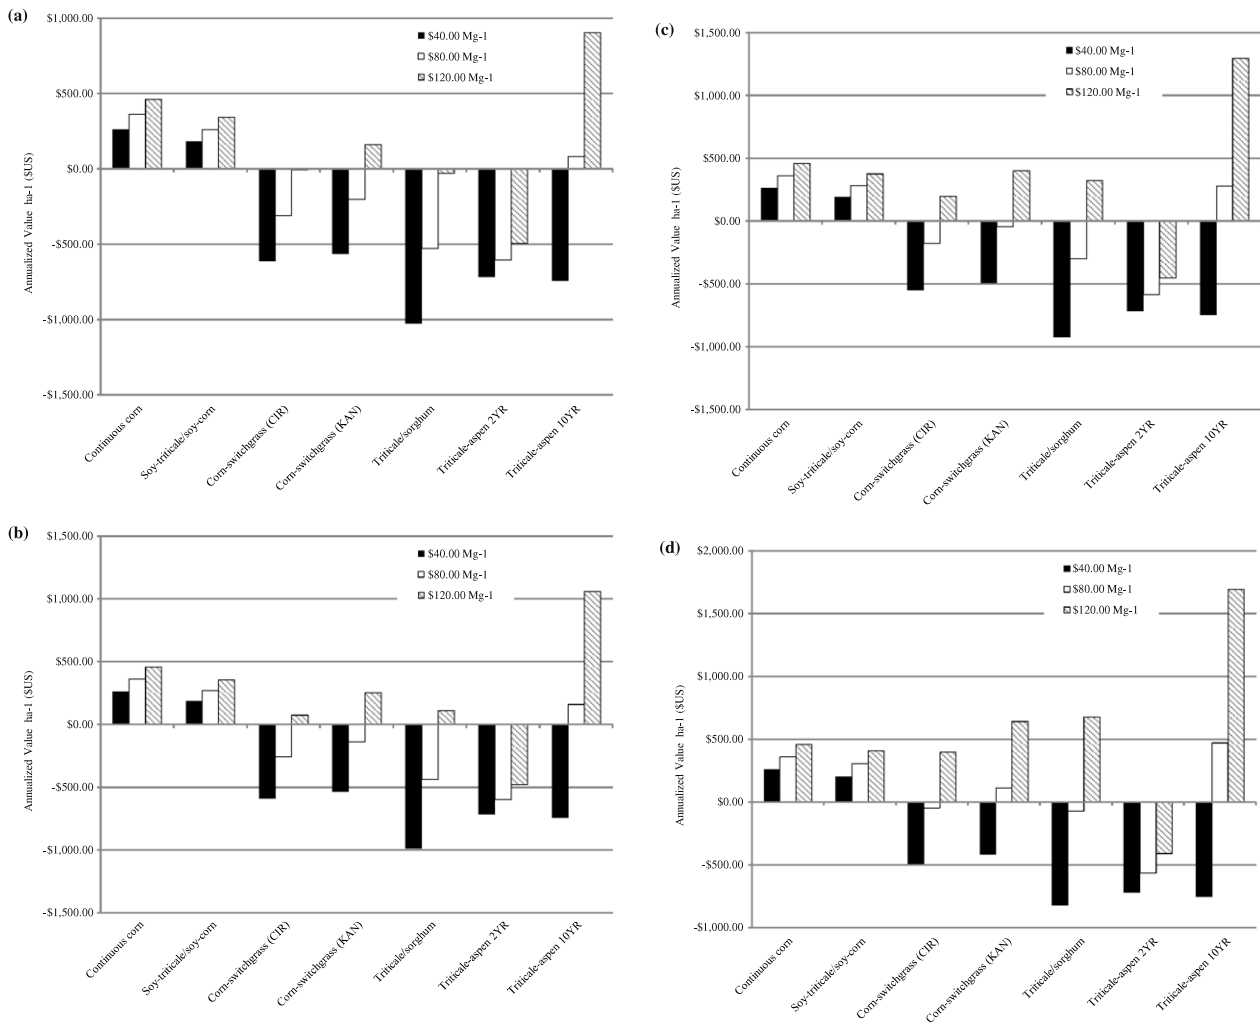 (a)
$1,000.00
$500.00
$0.00
-$500.00
-$1,000.00
-$1,500.00
Annualized Value ha-1 ($US)
$40.00 Mg-1
$80.00 Mg-1
$120.00 Mg-1
Continuous corn
Soy-triticale/soy-corn
Corn-switchgrass (CIR)
Corn-switchgrass (KAN)
Triticale/sorghum
Triticale-aspen 2YR
Triticale-aspen 10YR
(b)
$1,500.00
$1,000.00
$500.00
$0.00
-$500.00
-$1,000.00
-$1,500.00
Annualized Value ha-1 ($US)
$40.00 Mg-1
$80.00 Mg-1
$120.00 Mg-1
Continuous corn
Soy-triticale/soy-corn
Corn-switchgrass (CIR)
Corn-switchgrass (KAN)
Triticale/sorghum
Triticale-aspen 2YR
Triticale-aspen 10YR
(c)
$1,500.00
$1,000.00
$500.00
$0.00
-$500.00
-$1,000.00
-$1,500.00
Annualized Value ha-1 ($US)
$40.00 Mg-1
$80.00 Mg-1
$120.00 Mg-1
Continuous corn
Soy-triticale/soy-corn
Corn-switchgrass (CIR)
Corn-switchgrass (KAN)
Triticale/sorghum
Triticale-aspen 2YR
Triticale-aspen 10YR
(d)
$2,000.00
$1,500.00
$1,000.00
$500.00
$0.00
-$500.00
-$1,000.00
Annualized Value ha-1 ($US)
$40.00 Mg-1
$80.00 Mg-1
$120.00 Mg-1
Continuous corn
Soy-triticale/soy-corn
Corn-switchgrass (CIR)
Corn-switchgrass (KAN)
Triticale/sorghum
Triticale-aspen 2YR
Triticale-aspen 10YR